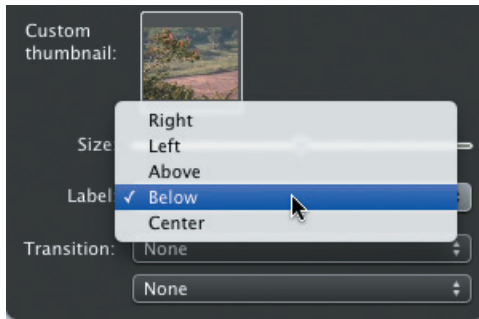 Custom
thumbnail:
Right
Size:
Left
Above
Label:
✓ Below
Center
Transition:
None
None